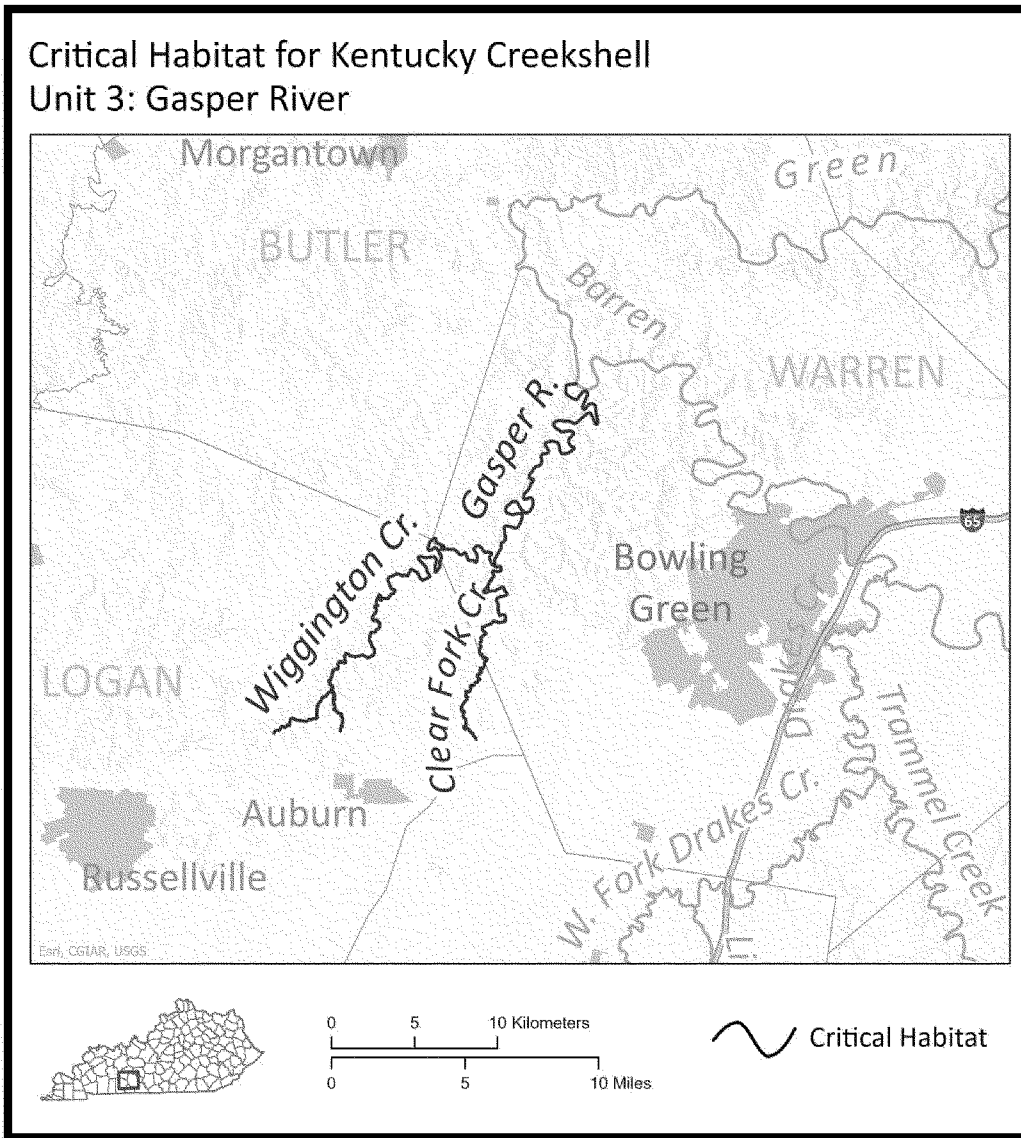 Critical Habitat for Kentucky Creekshell
Unit 3: Gasper River
Morgantown
Green
BUTLER
Barren
WARREN
Gasper R.
65
Wiggington Cr.
Bowling
Green
Clear Fork Cr.
LOGAN
Drakes C
Trammel Creek
Auburn
W. Fork Drakes Cr.
Russellville
Esri, CGIAR, USGS
0 5 10 Kilometers
0 5 10 Miles
Critical Habitat